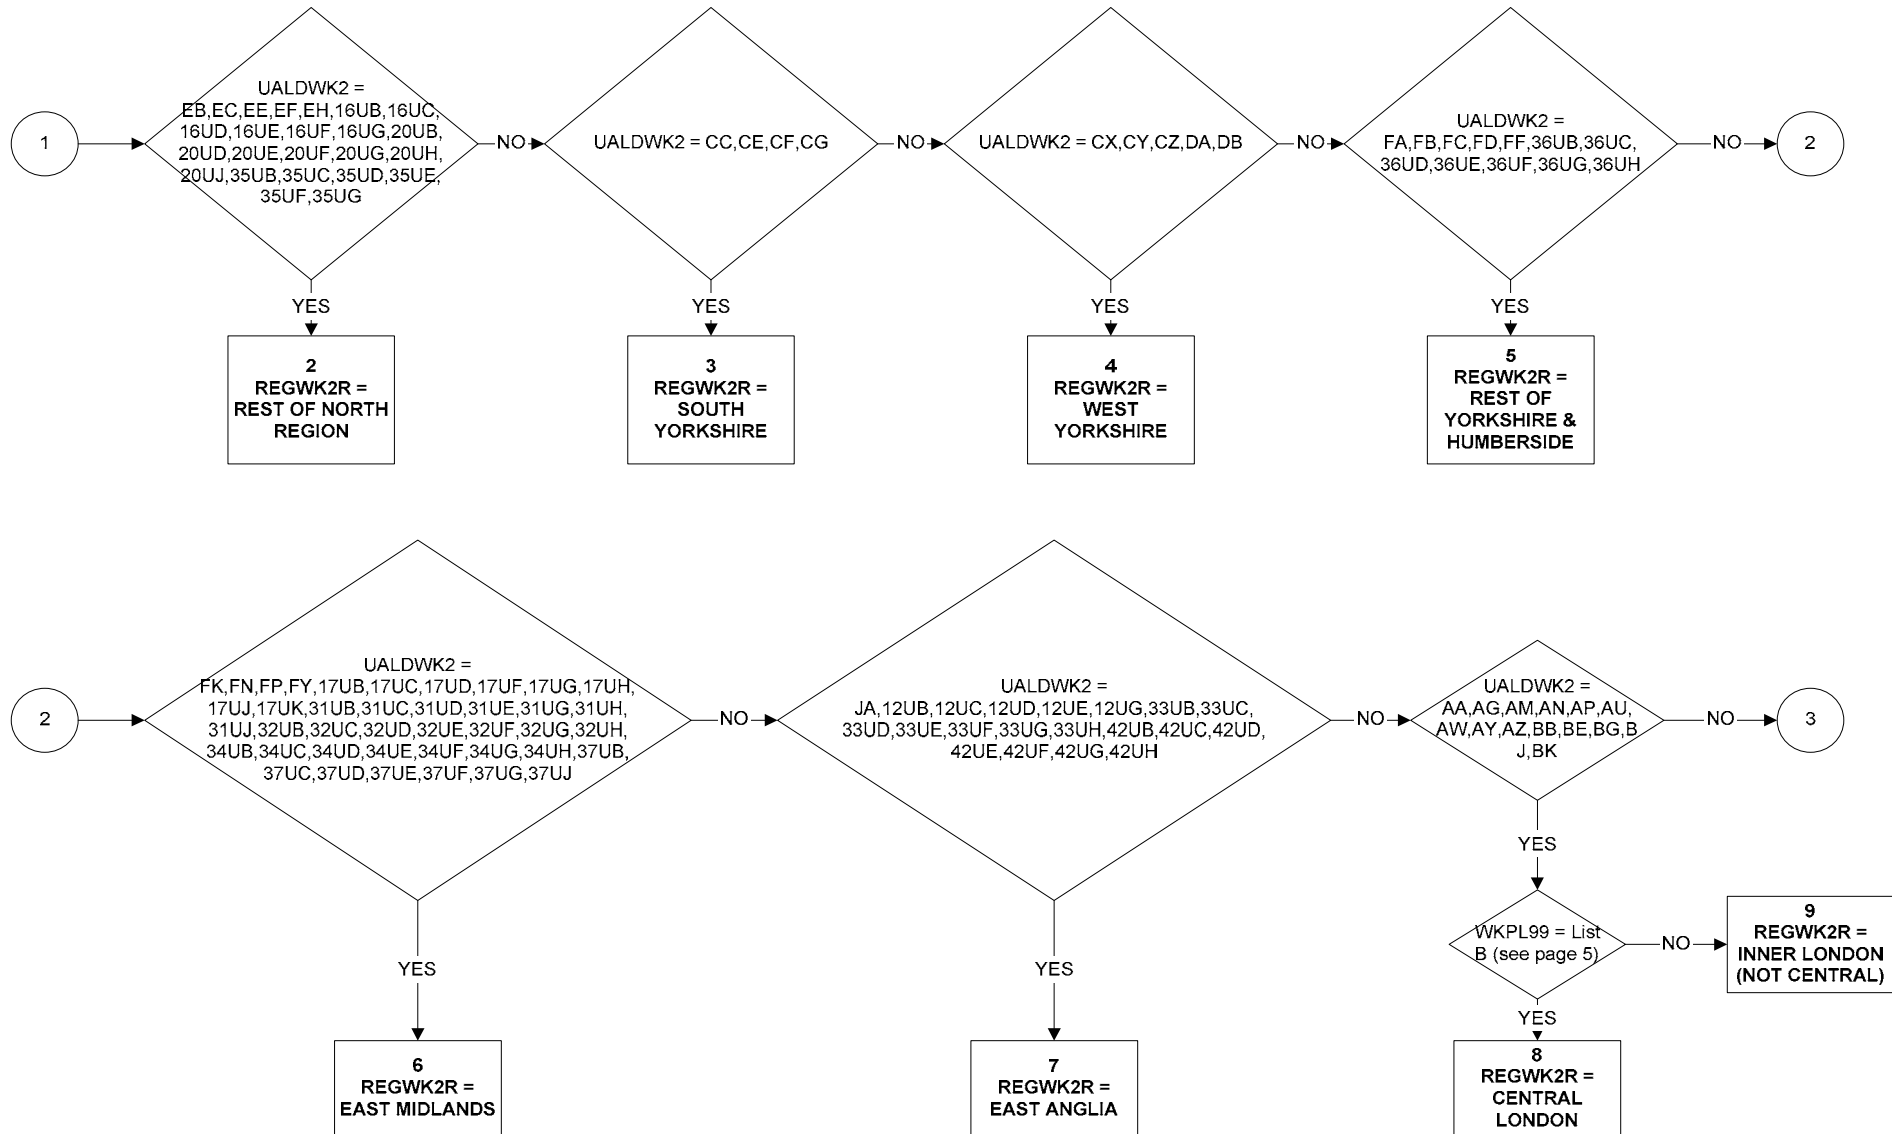 1
UALDWK2 =
EB,EC,EE,EF,EH,16UB,16UC,
16UD,16UE,16UF,16UG,20UB,
20UD,20UE,20UF,20UG,20UH,
20UJ,35UB,35UC,35UD,35UE,
35UF,35UG
NO
UALDWK2 = CC,CE,CF,CG
NO
UALDWK2 = CX,CY,CZ,DA,DB
NO
UALDWK2 =
FA,FB,FC,FD,FF,36UB,36UC,
36UD,36UE,36UF,36UG,36UH
NO
2
YES
YES
YES
YES
2
REGWK2R =
REST OF NORTH
REGION
3
REGWK2R =
SOUTH
YORKSHIRE
4
REGWK2R =
WEST
YORKSHIRE
5
REGWK2R =
REST OF
YORKSHIRE &
HUMBERSIDE
2
UALDWK2 =
FK,FN,FP,FY,17UB,17UC,17UD,17UF,17UG,17UH,
17UJ,17UK,31UB,31UC,31UD,31UE,31UG,31UH,
31UJ,32UB,32UC,32UD,32UE,32UF,32UG,32UH,
34UB,34UC,34UD,34UE,34UF,34UG,34UH,37UB,
37UC,37UD,37UE,37UF,37UG,37UJ
NO
UALDWK2 =
JA,12UB,12UC,12UD,12UE,12UG,33UB,33UC,
33UD,33UE,33UF,33UG,33UH,42UB,42UC,42UD,
42UE,42UF,42UG,42UH
NO
UALDWK2 =
AA,AG,AM,AN,AP,AU,
AW,AY,AZ,BB,BE,BG,B
J,BK
NO
3
YES
WKPL99 = List
B (see page 5)
NO
9
REGWK2R =
INNER LONDON
(NOT CENTRAL)
YES
YES
YES
6
REGWK2R =
EAST MIDLANDS
7
REGWK2R =
EAST ANGLIA
8
REGWK2R =
CENTRAL
LONDON